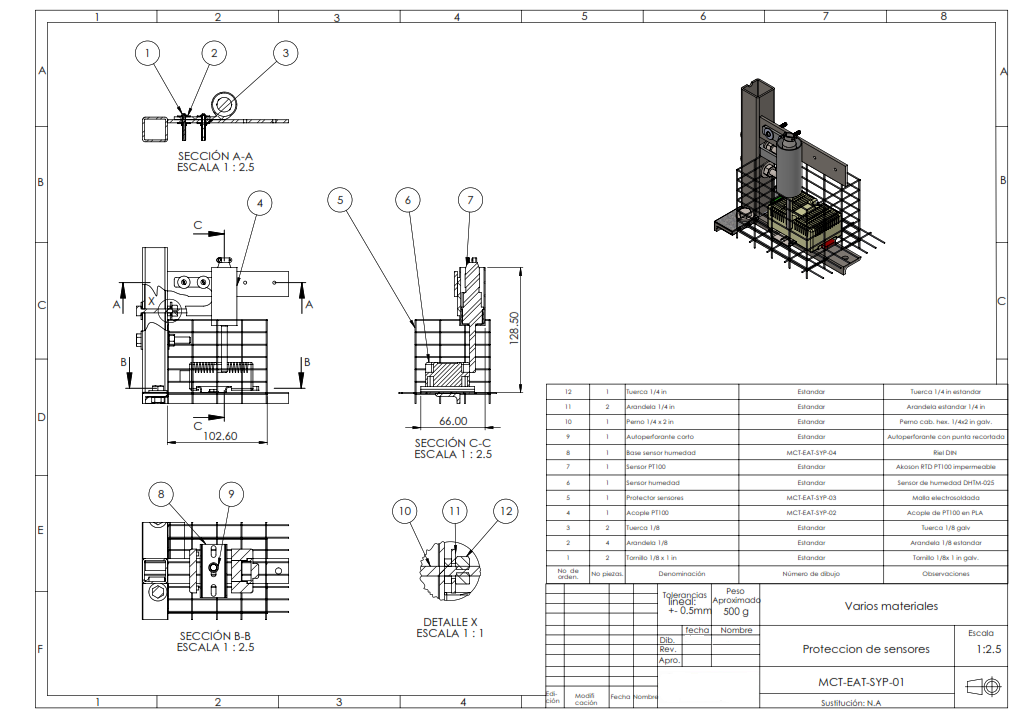 1 2 3 4 5 6 7 8
A
B
C
D
E
F
A
B
C
1 2 3
SECCIÓN A-A
ESCALA 1 : 2.5
4
C
A
X
A
B
B
C
102.60
5 6 7
128.50
66.00
SECCIÓN C-C
ESCALA 1 : 2.5
8 9
SECCIÓN B-B
ESCALA 1 : 2.5
10 11 12
DETALLE X
ESCALA 1 : 1
12 1 Tuerca 1/4 in Estandar Tuerca 1/4 in estandar
11 2 Arandela 1/4 in Estandar Arandela estandar 1/4 in
10 1 Perno 1/4 x 2 in Estandar Perno cab. hex. 1/4x2 in galv.
9 1 Autoperforante corto Estandar Autoperforante con punta recortada
8 1 Base sensor humedad MCT-EAT-SYP-04 Riel DIN
7 1 Sensor PT100 Estandar Akoson RTD PT100 impermeable
6 1 Sensor humedad Estandar Sensor de humedad DHTM-025
5 1 Protector sensores MCT-EAT-SYP-03 Malla electrosoldada
4 1 Acople PT100 MCT-EAT-SYP-02 Acople de PT100 en PLA
3 2 Tuerca 1/8 Estandar Tuerca 1/8 galv
2 4 Arandela 1/8 Estandar Arandela 1/8 estandar
1 2 Tornillo 1/8 x 1 in Estandar Tornillo 1/8x 1 in galv.
No de orden. No piezas. Denominación Número de dibujo Observaciones
Tolerancias
lineal:
+- 0.5mm
Peso
Aproximado
500 g
Varios materiales
fecha Nombre
Dib.
Rev.
Apro.
Proteccion de sensores
Escala
1:2.5
MCT-EAT-SYP-01
Sustitución: N.A
Edi-
ción
Modifi
cación
Fecha Nombre
1 2 3 4